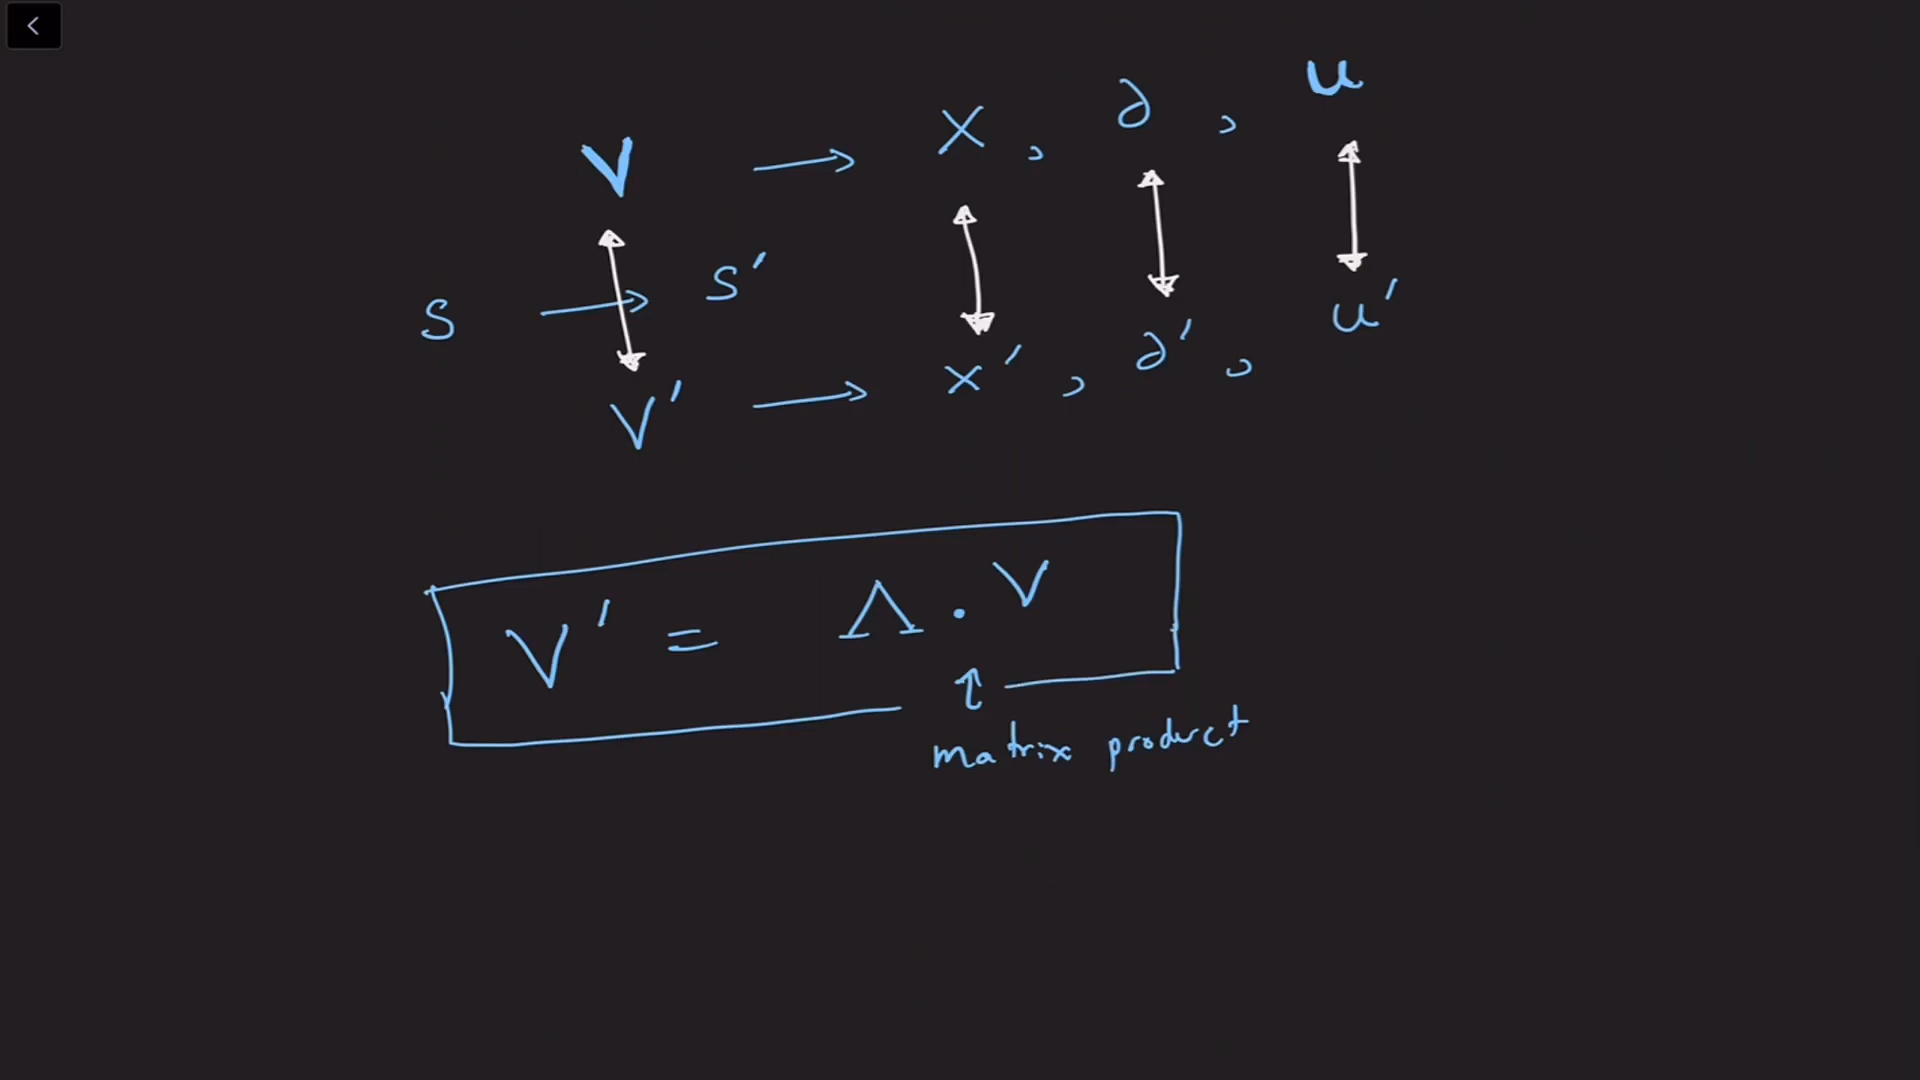 V → x , ∂ , u
S → S'
V' → x' , ∂' , u'
V' = Λ . V
↑
matrix product